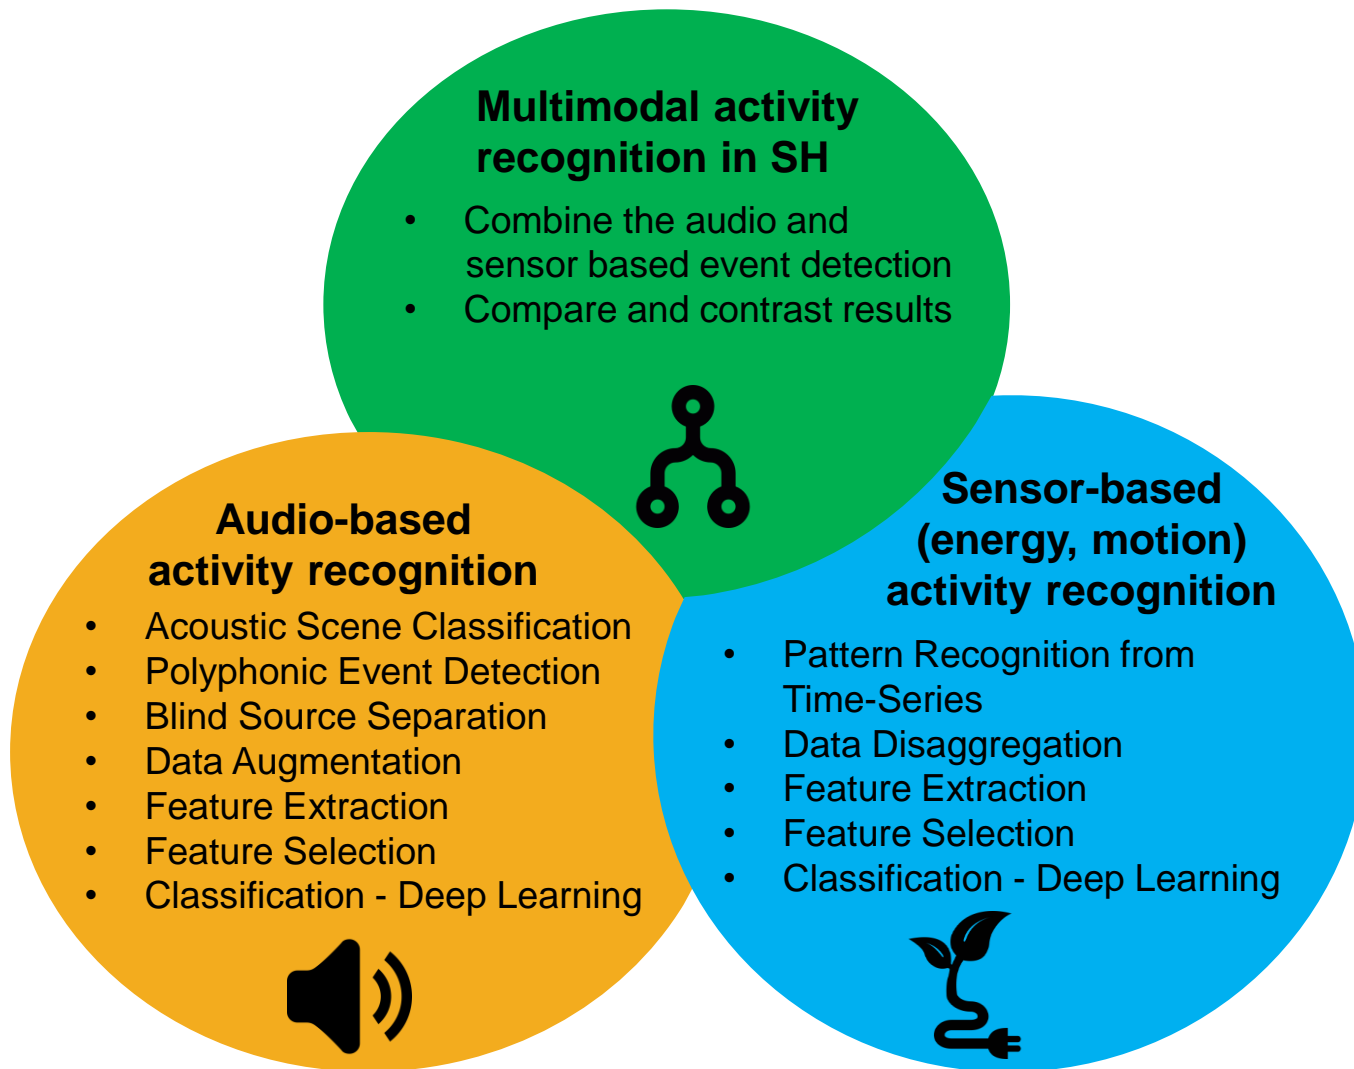 Multimodal activity
recognition in SH
• Combine the audio and
sensor based event detection
• Compare and contrast results
Audio-based
activity recognition
• Acoustic Scene Classification
• Polyphonic Event Detection
• Blind Source Separation
• Data Augmentation
• Feature Extraction
• Feature Selection
• Classification - Deep Learning
Sensor-based
(energy, motion)
activity recognition
• Pattern Recognition from
Time-Series
• Data Disaggregation
• Feature Extraction
• Feature Selection
• Classification - Deep Learning